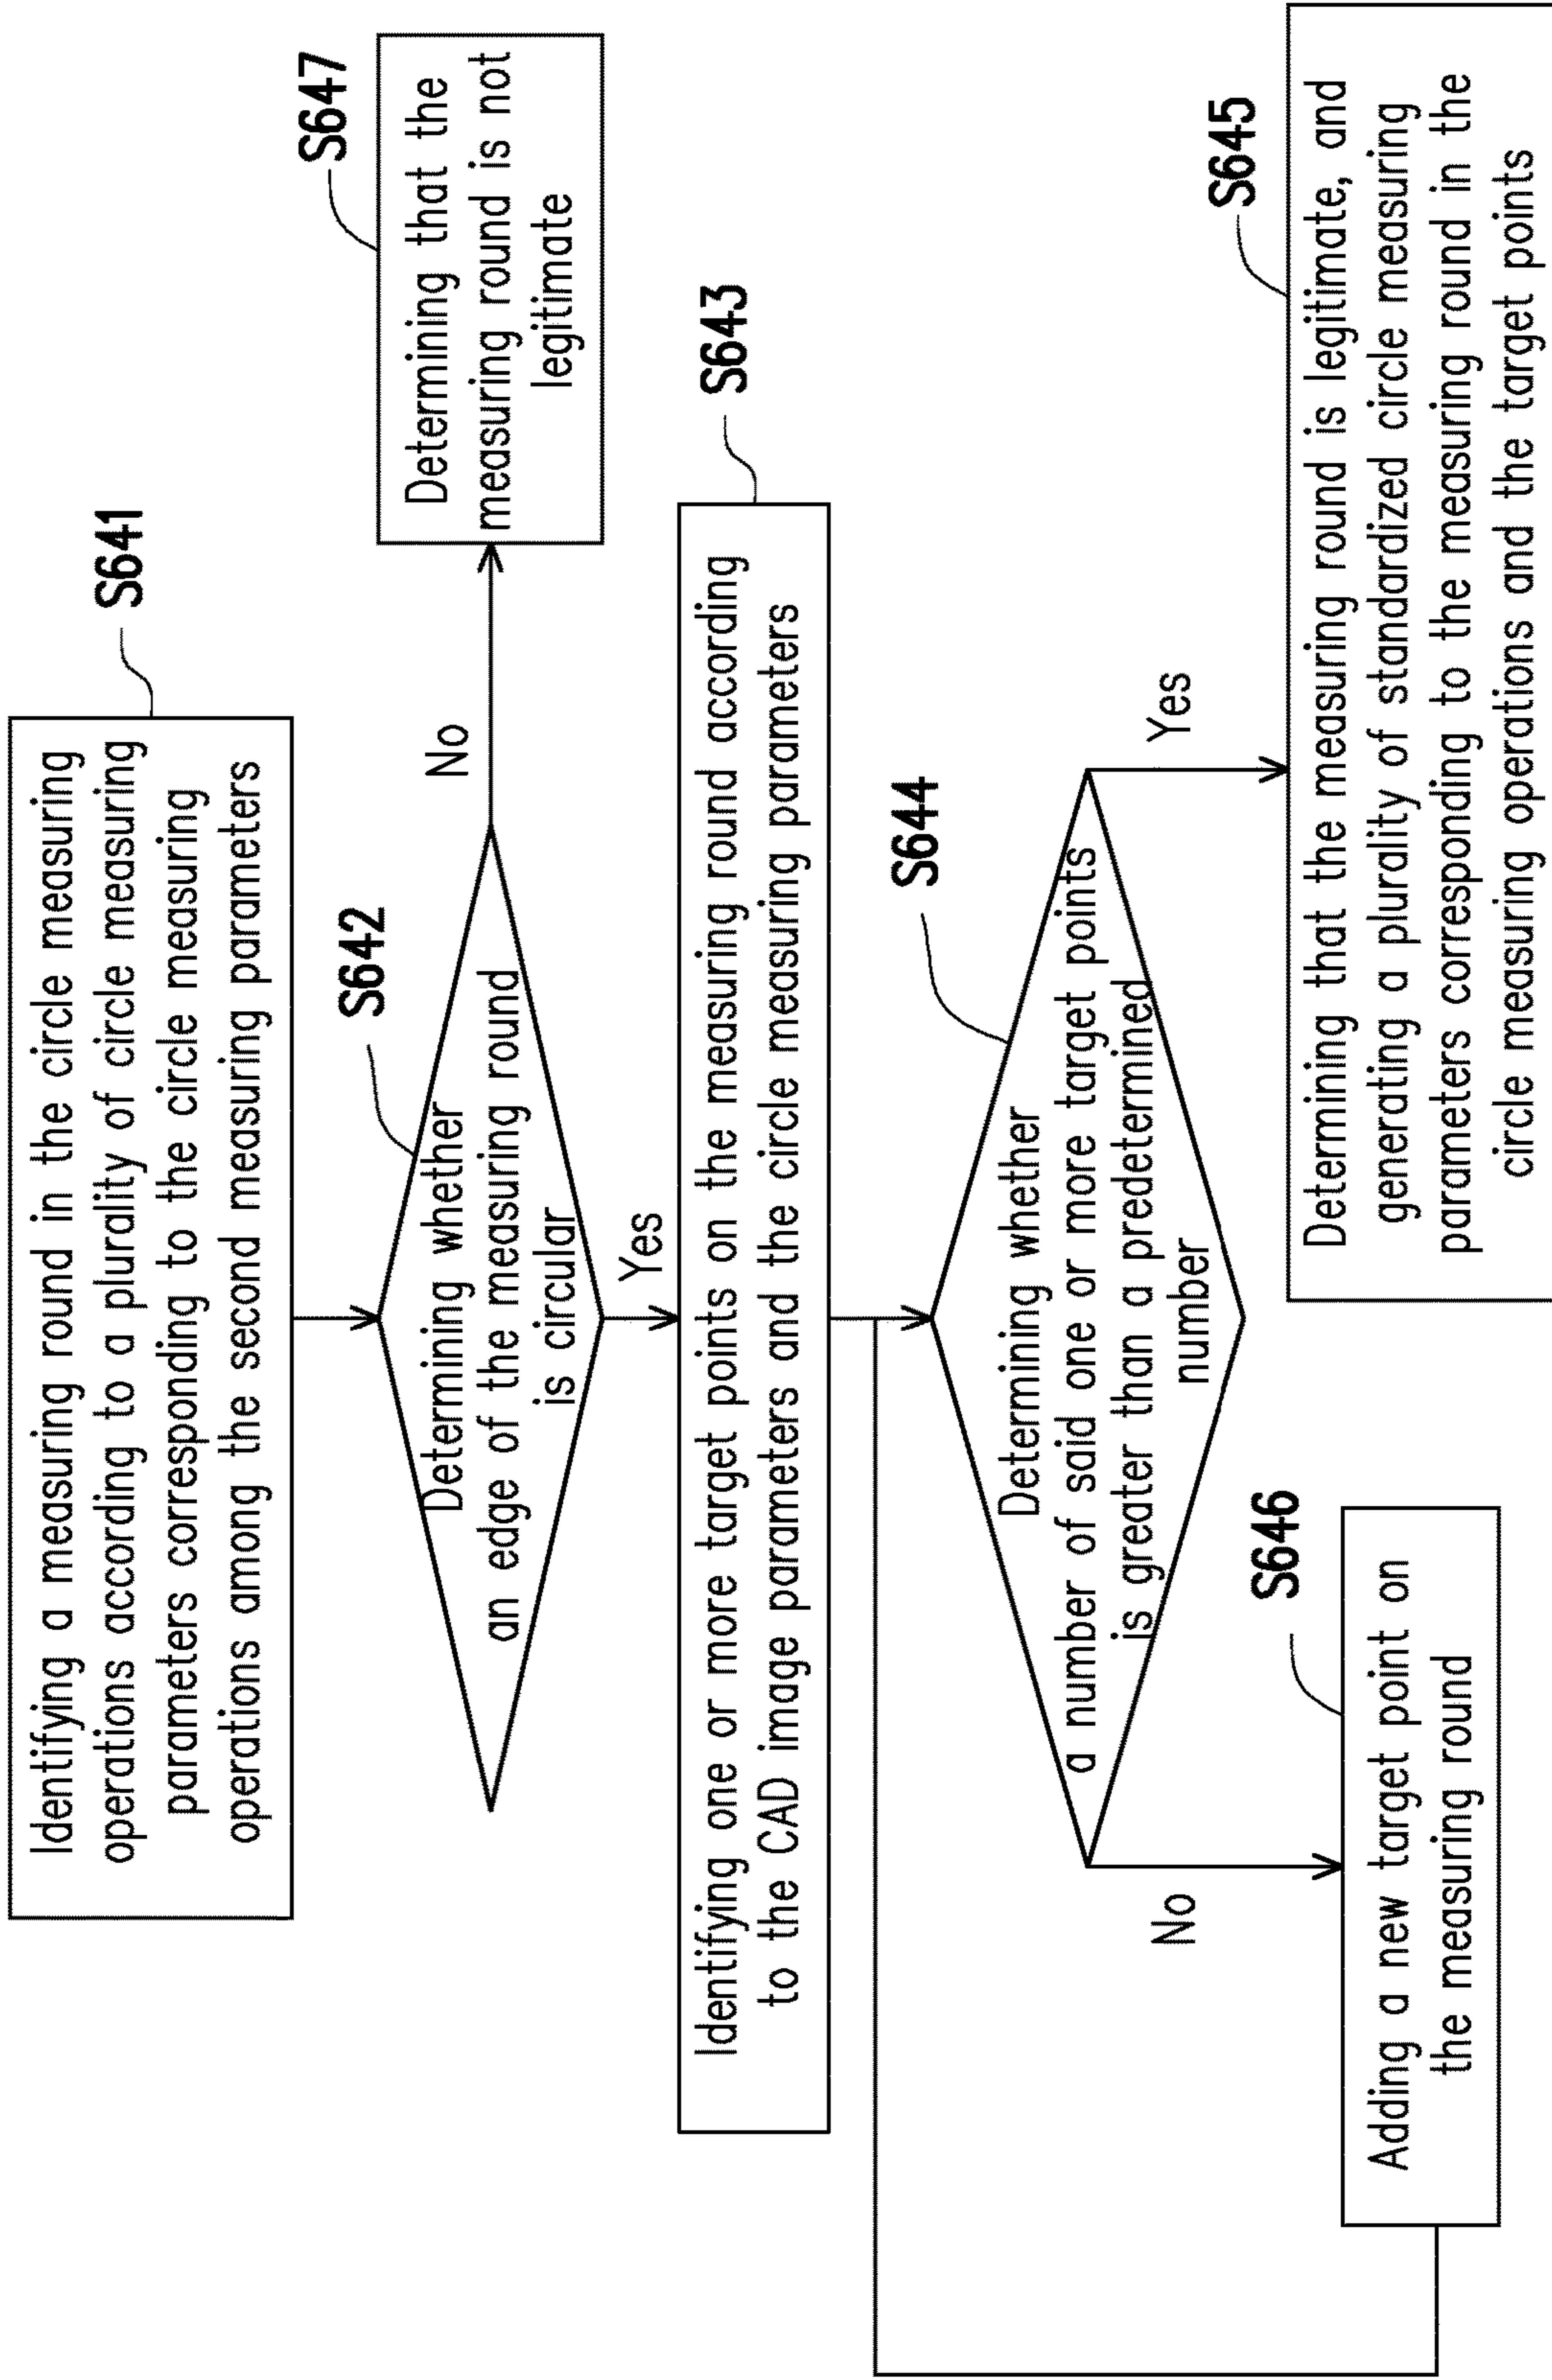 S641
Identifying a measuring round in the circle measuring
operations according to a plurality of circle measuring
parameters corresponding to the circle measuring
operations among the second measuring parameters
S642
Determining whether
an edge of the measuring round
is circular
No
S647
Determining that the
measuring round is not
legitimate
Yes
S643
Identifying one or more target points on the measuring round according
to the CAD image parameters and the circle measuring parameters
S644
Determining whether
a number of said one or more target points
is greater than a predetermined
number
No
Yes
S646
Adding a new target point on
the measuring round
S645
Determining that the measuring round is legitimate, and
generating a plurality of standardized circle measuring
parameters corresponding to the measuring round in the
circle measuring operations and the target points